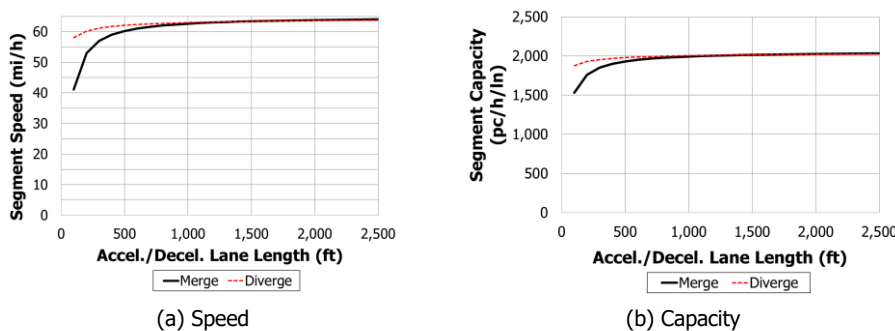 Segment Speed (mi/h)
65
60
50
40
30
20
10
0
0 500 1,000 1,500 2,000 2,500
Accel./Decel. Lane Length (ft)
Merge Diverge
(a) Speed
Segment Capacity
(pc/h/ln)
2,500
2,000
1,500
1,000
500
0
0 500 1,000 1,500 2,000 2,500
Accel./Decel. Lane Length (ft)
Merge Diverge
(b) Capacity